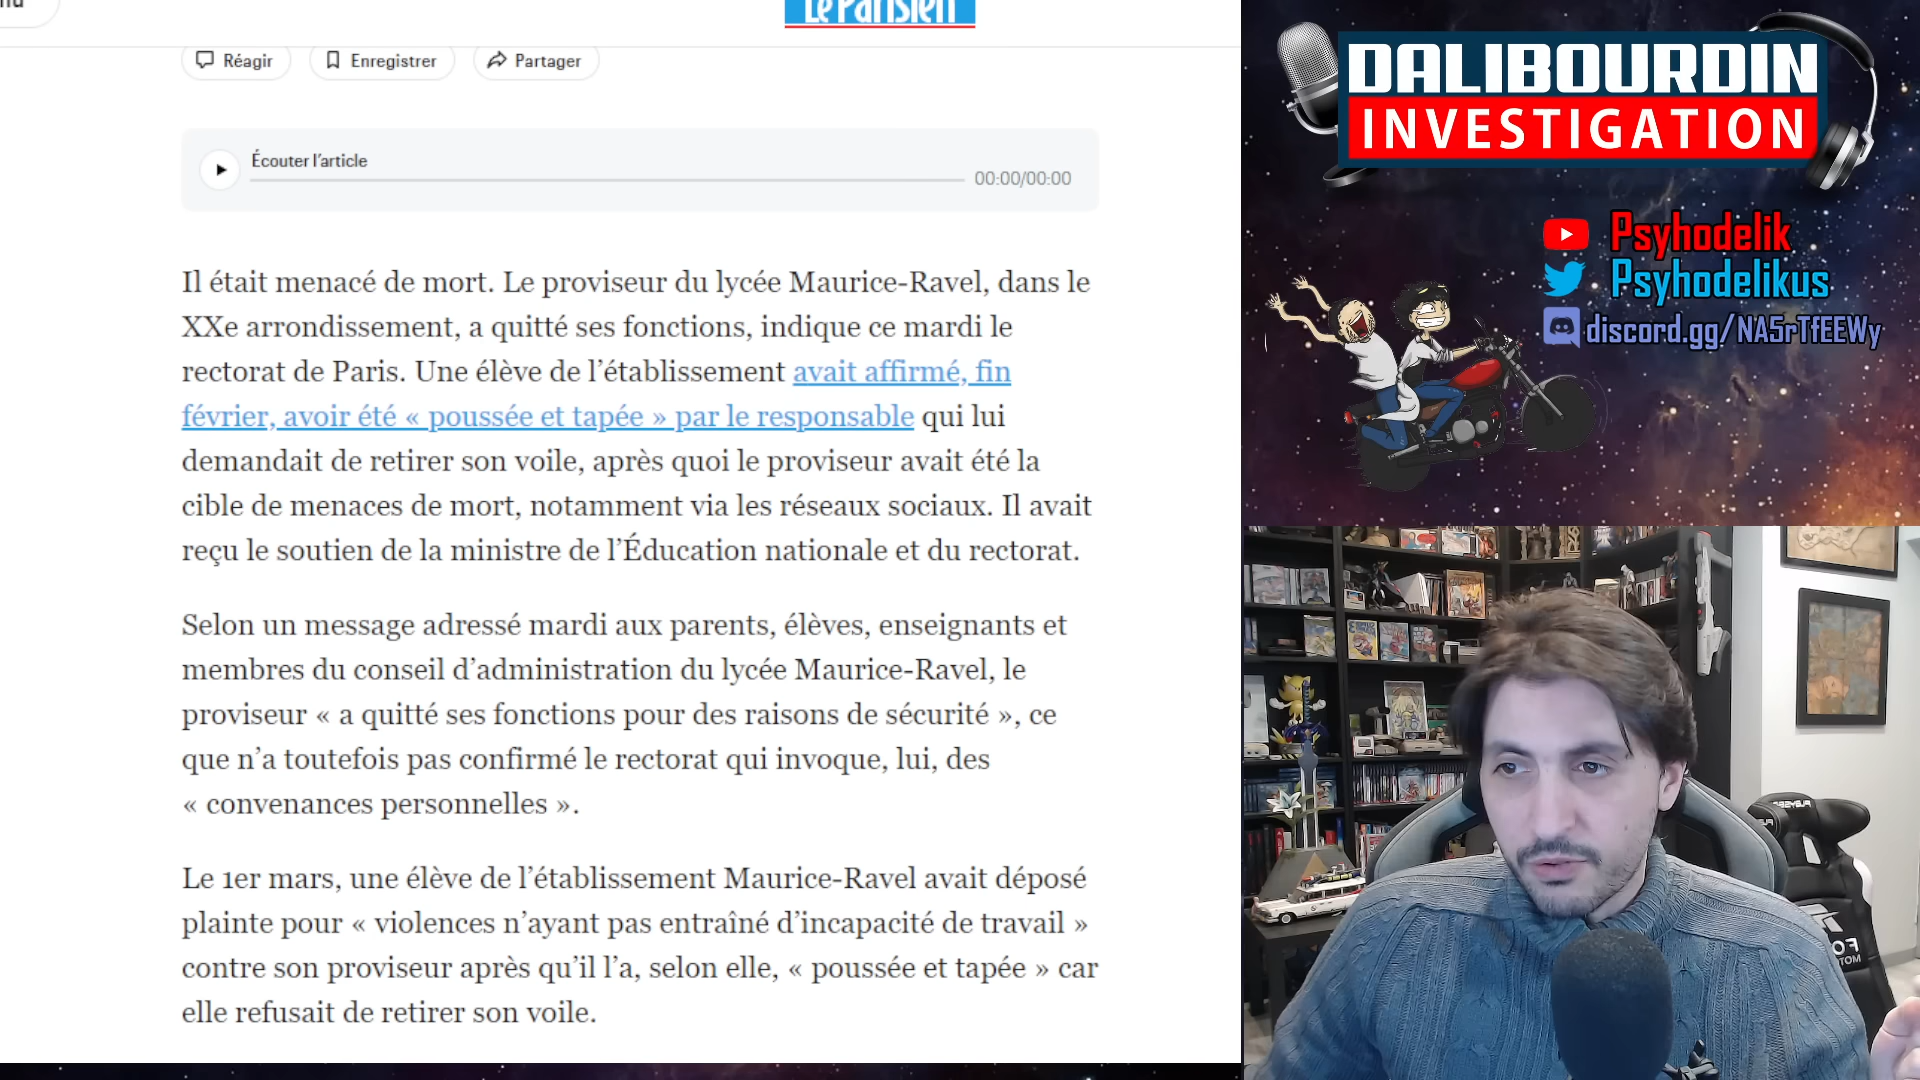 Le Parisien
Réagir
Enregistrer
Partager
Écouter l'article
00:00/00:00
Il était menacé de mort. Le proviseur du lycée Maurice-Ravel, dans le
XXe arrondissement, a quitté ses fonctions, indique ce mardi le
rectorat de Paris. Une élève de l’établissement avait affirmé, fin
février, avoir été « poussée et tapée » par le responsable qui lui
demandait de retirer son voile, après quoi le proviseur avait été la
cible de menaces de mort, notamment via les réseaux sociaux. Il avait
reçu le soutien de la ministre de l’Éducation nationale et du rectorat.
Selon un message adressé mardi aux parents, élèves, enseignants et
membres du conseil d’administration du lycée Maurice-Ravel, le
proviseur « a quitté ses fonctions pour des raisons de sécurité », ce
que n’a toutefois pas confirmé le rectorat qui invoque, lui, des
« convenances personnelles ».
Le 1er mars, une élève de l’établissement Maurice-Ravel avait déposé
plainte pour « violences n’ayant pas entraîné d’incapacité de travail »
contre son proviseur après qu’il l’a, selon elle, « poussée et tapée » car
elle refusait de retirer son voile.
DALIBOURDIN
INVESTIGATION
Psyhodelik
Psyhodelikus
discord.gg/NA5rTfEEWy